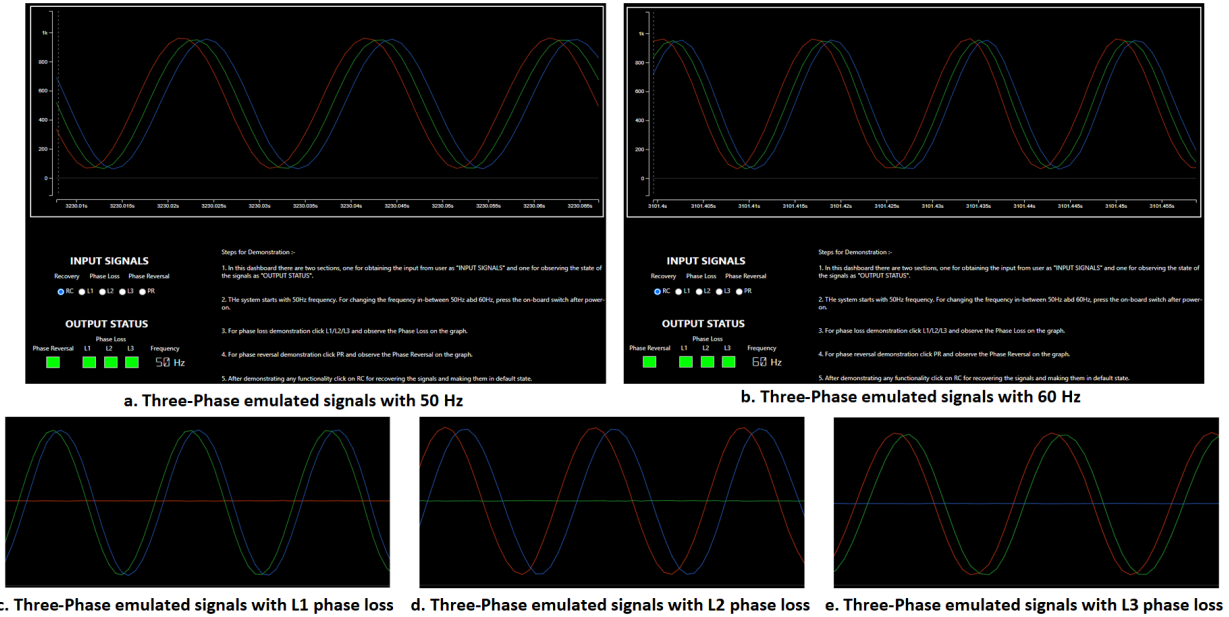 1k
800
600
400
200
0
3230.01s 3230.015s 3230.02s 3230.025s 3230.03s 3230.035s 3230.04s 3230.045s 3230.05s 3230.055s 3230.06s 3230.065s
INPUT SIGNALS
Recovery Phase Loss Phase Reversal
RC L1 L2 L3 PR
OUTPUT STATUS
Phase Loss
Phase Reversal L1 L2 L3 Frequency
50 Hz
Steps for Demonstration :-
1. In this dashboard there are two sections, one for obtaining the input from user as "INPUT SIGNALS" and one for observing the state of
the signals as "OUTPUT STATUS".
2. THe system starts with 50Hz frequency. For changing the frequency in-between 50Hz abd 60Hz, press the on-board switch after power-
on.
3. For phase loss demonstration click L1/L2/L3 and observe the Phase Loss on the graph.
4. For phase reversal demonstration click PR and observe the Phase Reversal on the graph.
5. After demonstrating any functionality click on RC for recovering the signals and making them in default state.
a. Three-Phase emulated signals with 50 Hz
1k
800
600
400
200
0
3101.4s 3101.405s 3101.41s 3101.415s 3101.42s 3101.425s 3101.43s 3101.435s 3101.44s 3101.445s 3101.45s 3101.455s
INPUT SIGNALS
Recovery Phase Loss Phase Reversal
RC L1 L2 L3 PR
OUTPUT STATUS
Phase Loss
Phase Reversal L1 L2 L3 Frequency
60 Hz
Steps for Demonstration :-
1. In this dashboard there are two sections, one for obtaining the input from user as "INPUT SIGNALS" and one for observing the state of
the signals as "OUTPUT STATUS".
2. THe system starts with 50Hz frequency. For changing the frequency in-between 50Hz abd 60Hz, press the on-board switch after power-
on.
3. For phase loss demonstration click L1/L2/L3 and observe the Phase Loss on the graph.
4. For phase reversal demonstration click PR and observe the Phase Reversal on the graph.
5. After demonstrating any functionality click on RC for recovering the signals and making them in default state.
b. Three-Phase emulated signals with 60 Hz
c. Three-Phase emulated signals with L1 phase loss
d. Three-Phase emulated signals with L2 phase loss
e. Three-Phase emulated signals with L3 phase loss